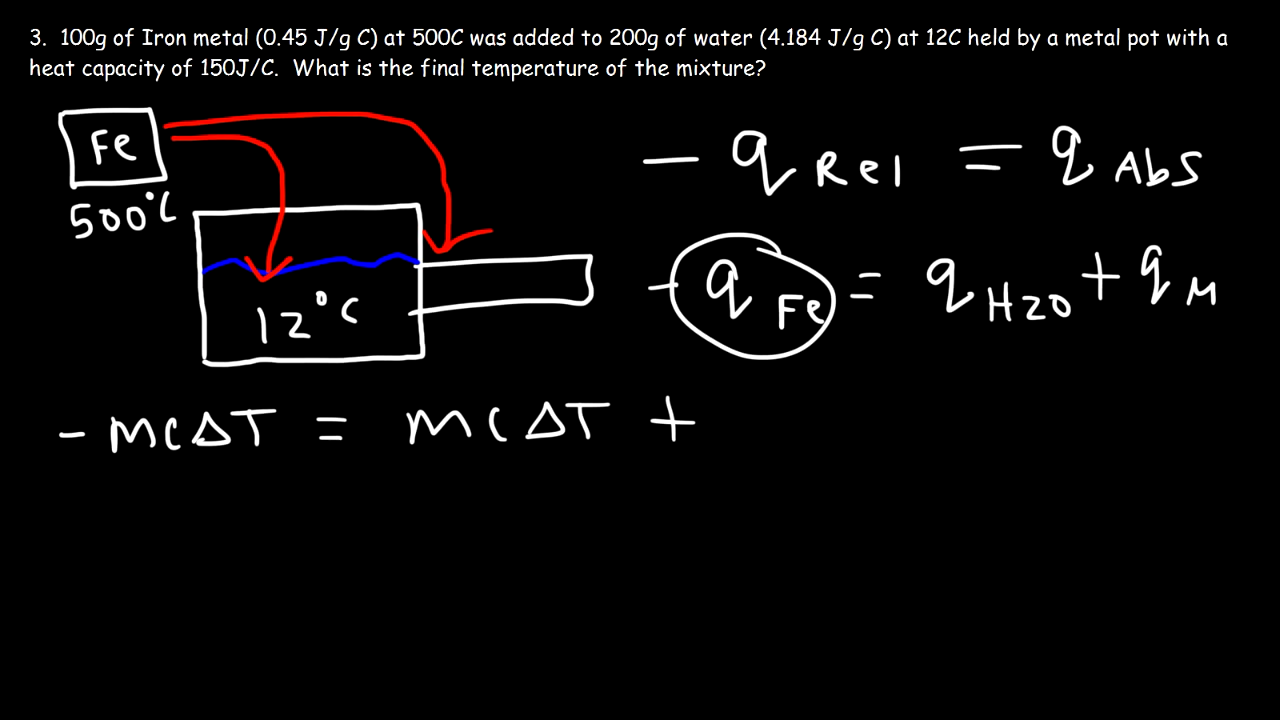 3. 100g of Iron metal (0.45 J/g C) at 500C was added to 200g of water (4.184 J/g C) at 12C held by a metal pot with a
heat capacity of 150J/C. What is the final temperature of the mixture?
Fe
500°C
12°C
- q Rel = q Abs
- q Fe = q H2O + q M
- mcΔT = mcΔT +